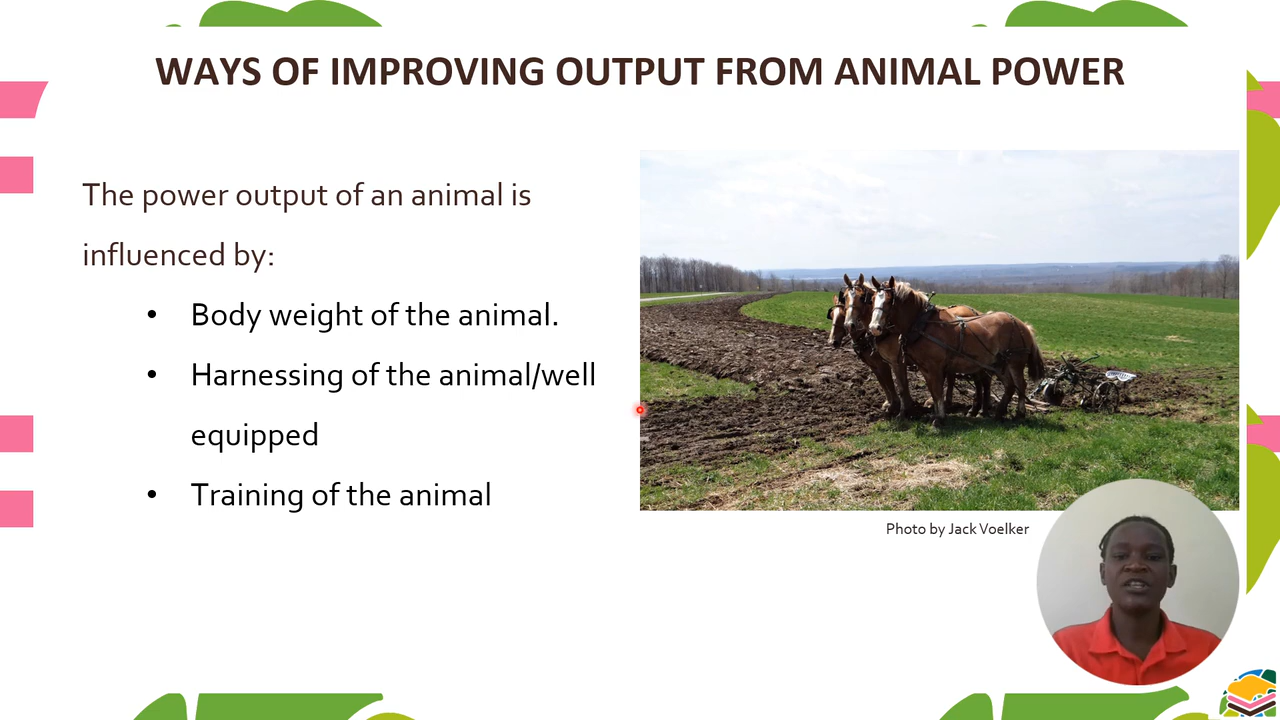 WAYS OF IMPROVING OUTPUT FROM ANIMAL POWER
The power output of an animal is
influenced by:
• Body weight of the animal.
• Harnessing of the animal/well
equipped
• Training of the animal
Photo by Jack Voelker